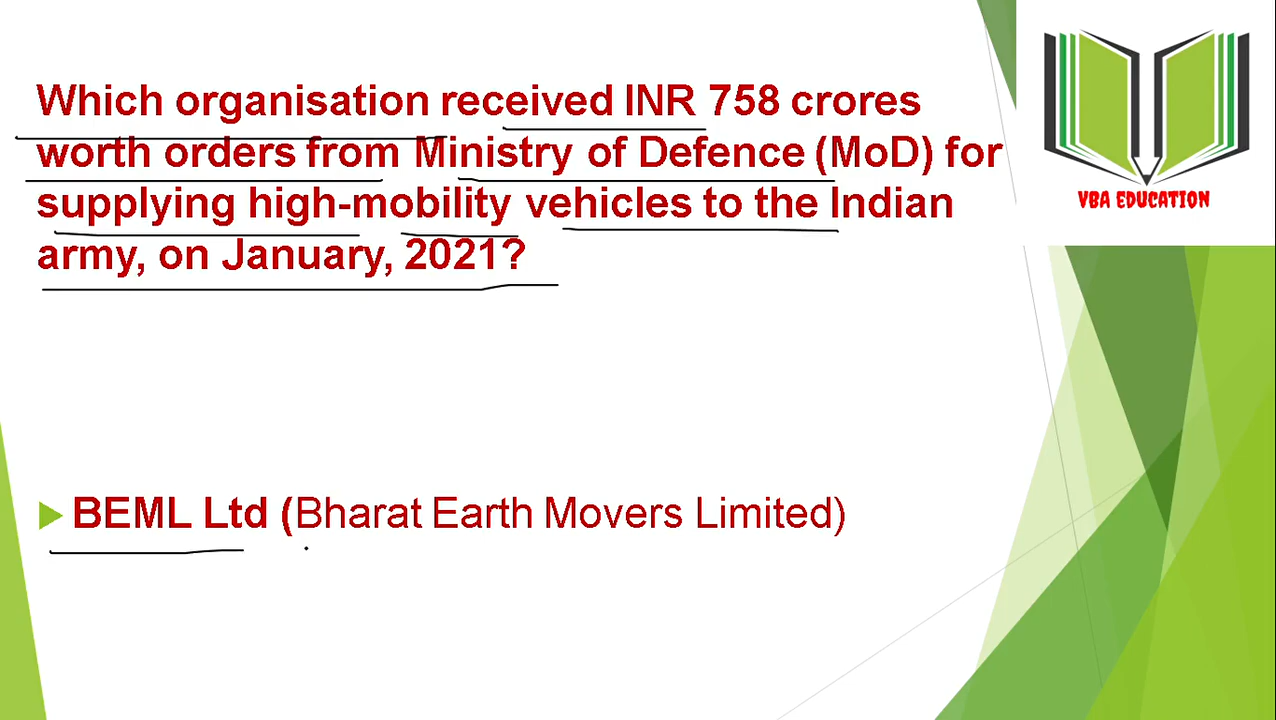 Which organisation received INR 758 crores
worth orders from Ministry of Defence (MoD) for
supplying high-mobility vehicles to the Indian
army, on January, 2021?
VBA EDUCATION
BEML Ltd (Bharat Earth Movers Limited)